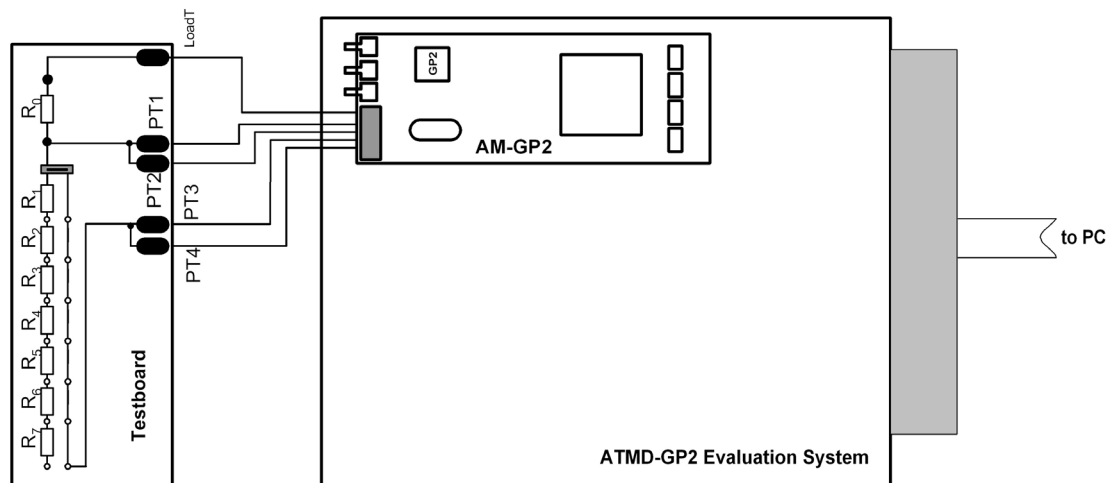 LoadT
R0
PT1
PT2
PT3
PT4
R1
R2
R3
R4
R5
R6
R7
Testboard
GP2
AM-GP2
to PC
ATMD-GP2 Evaluation System